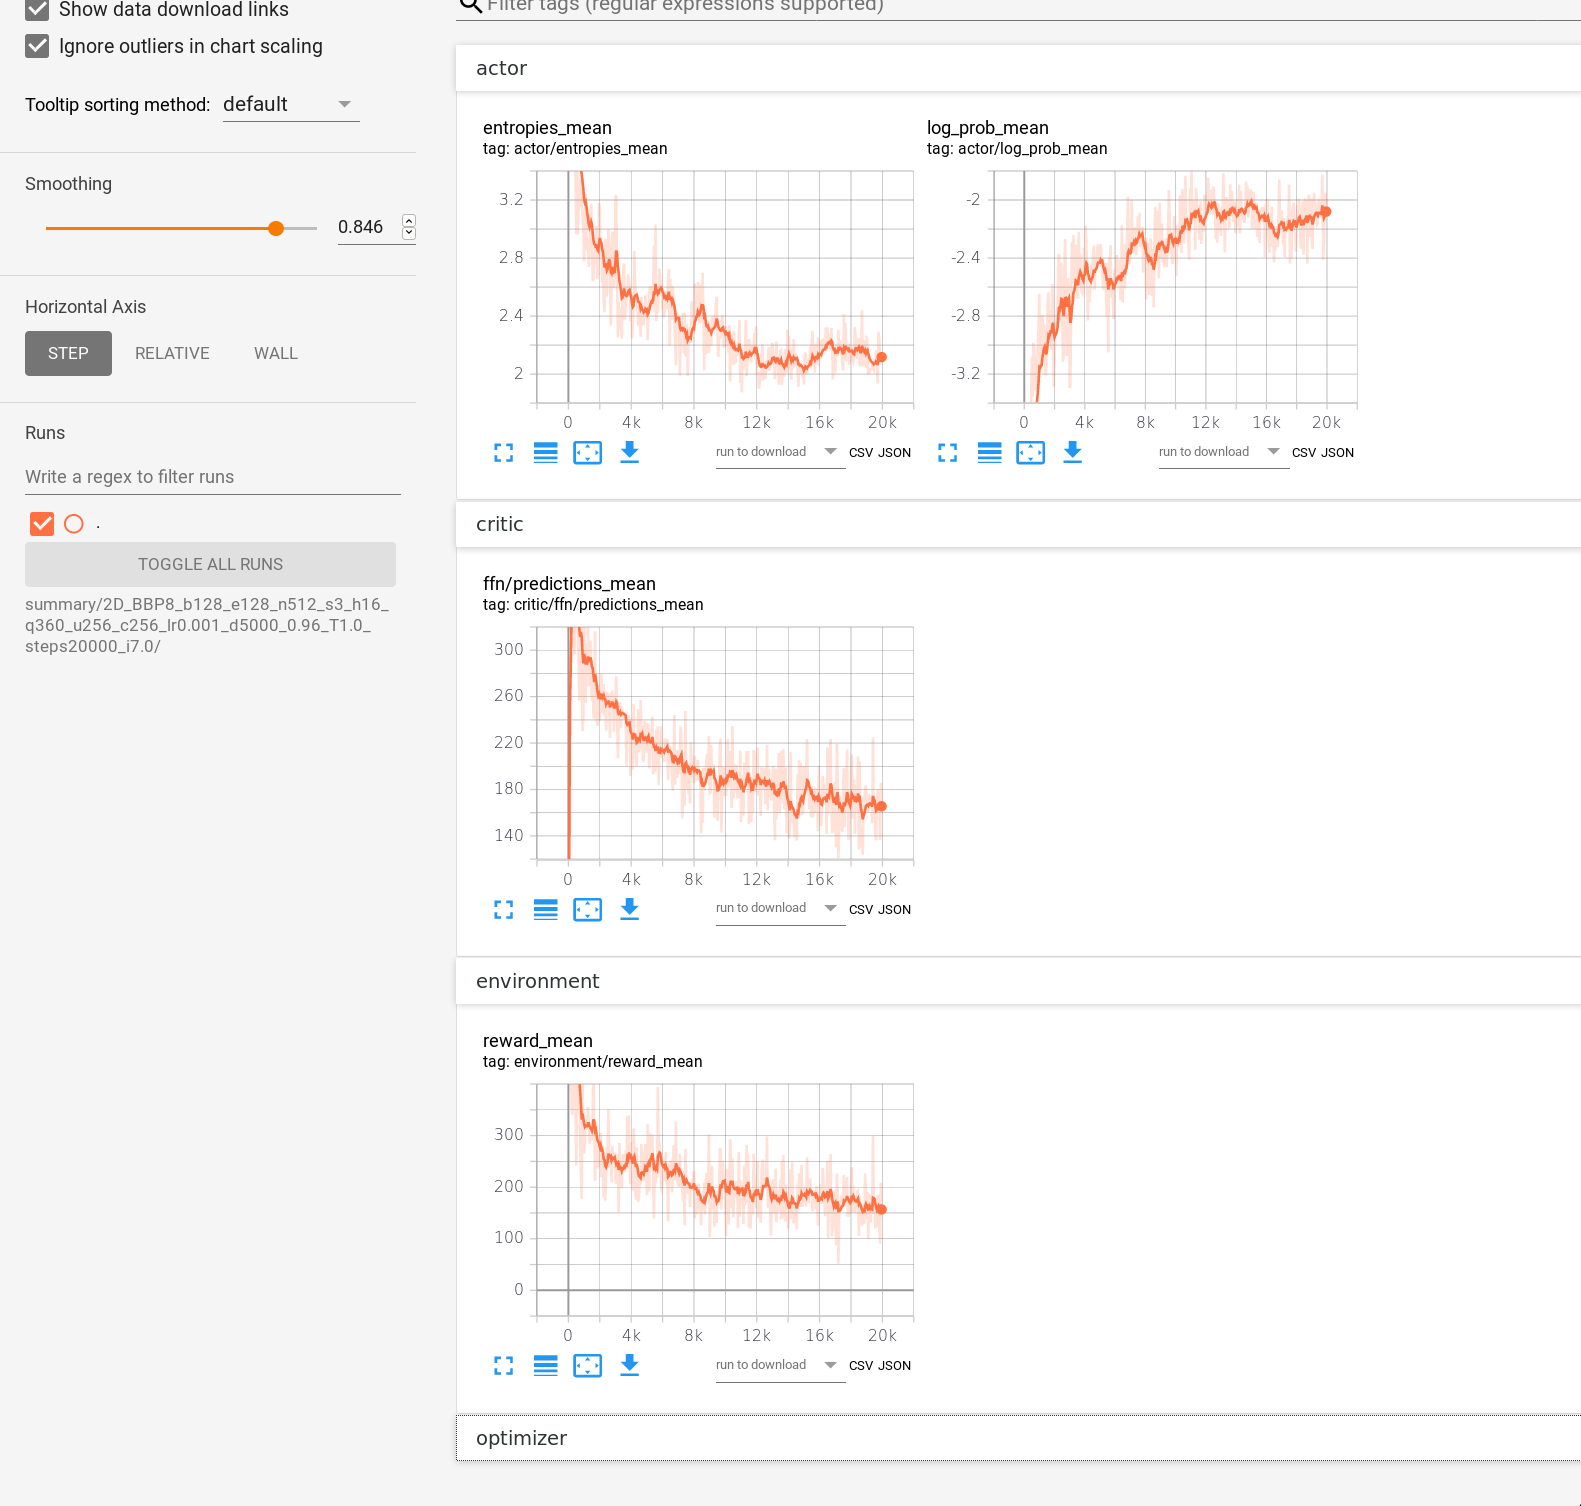 Show data download links
Ignore outliers in chart scaling
Tooltip sorting method: default
Smoothing
0.846
Horizontal Axis
STEP RELATIVE WALL
Runs
Write a regex to filter runs
.
TOGGLE ALL RUNS
summary/2D_BBP8_b128_e128_n512_s3_h16_
q360_u256_c256_lr0.001_d5000_0.96_T1.0_
steps20000_i7.0/
Filter tags (regular expressions supported)
actor
entropies_mean
tag: actor/entropies_mean
3.2
2.8
2.4
2
0 4k 8k 12k 16k 20k
run to download CSV JSON
log_prob_mean
tag: actor/log_prob_mean
-2
-2.4
-2.8
-3.2
0 4k 8k 12k 16k 20k
run to download CSV JSON
critic
ffn/predictions_mean
tag: critic/ffn/predictions_mean
300
260
220
180
140
0 4k 8k 12k 16k 20k
run to download CSV JSON
environment
reward_mean
tag: environment/reward_mean
300
200
100
0
0 4k 8k 12k 16k 20k
run to download CSV JSON
optimizer